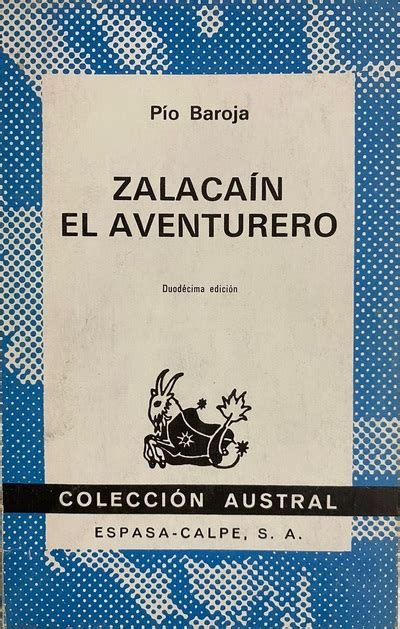 Pío Baroja
ZALACAÍN
EL AVENTURERO
Duodécima edición
COLECCIÓN AUSTRAL
ESPASA-CALPE, S. A.